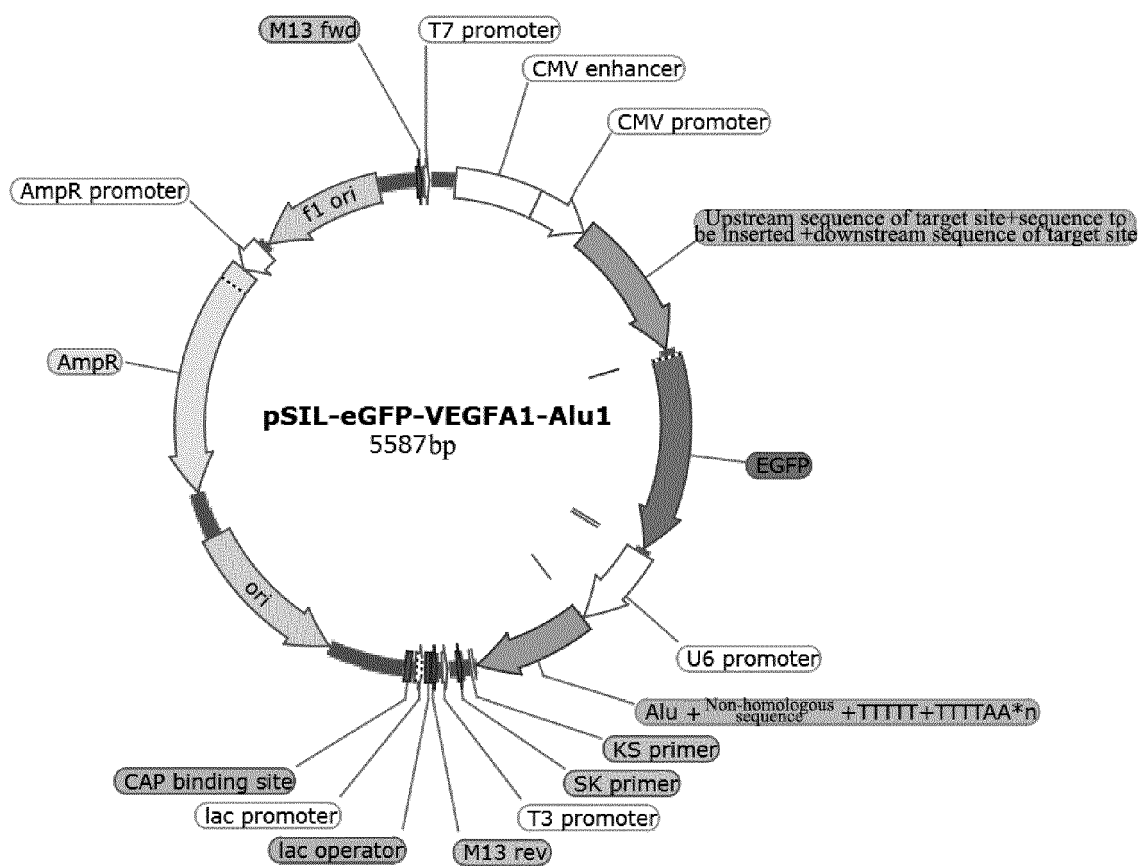 M13 fwd
T7 promoter
CMV enhancer
CMV promoter
AmpR promoter
f1 ori
Upstream sequence of target site+sequence to
be Inserted +downstream sequence of target site
AmpR
pSIL-eGFP-VEGFA1-Alu1
5587bp
EGFP
ori
U6 promoter
Alu + Non-homologous sequence +TTTTT+TTTTAA*n
KS primer
CAP binding site
SK primer
lac promoter
T3 promoter
lac operator
M13 rev